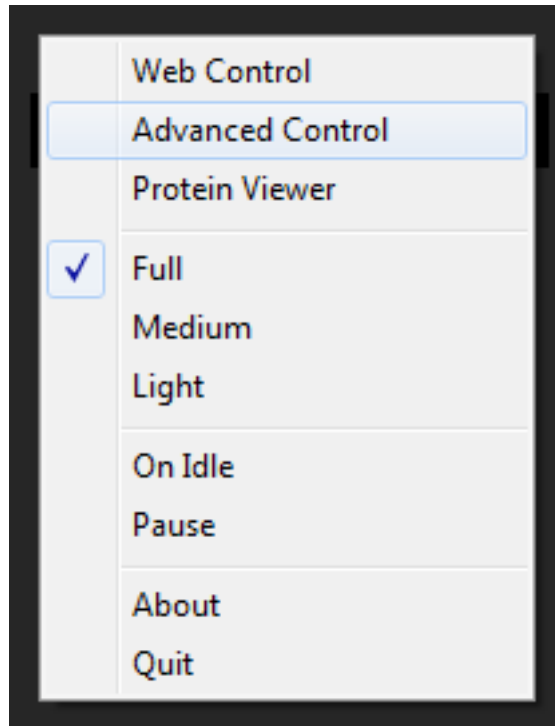 Web Control
Advanced Control
Protein Viewer
Full
Medium
Light
On Idle
Pause
About
Quit